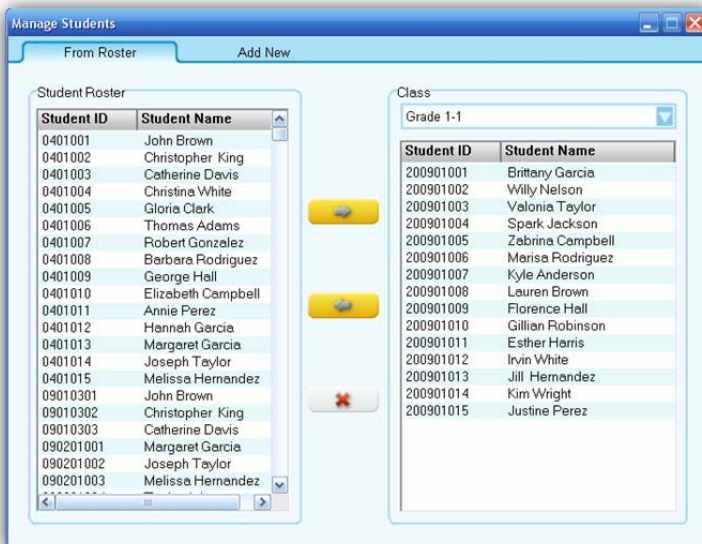 Manage Students
From Roster Add New
Student Roster
Student ID Student Name
0401001 John Brown
0401002 Christopher King
0401003 Catherine Davis
0401004 Christina White
0401005 Gloria Clark
0401006 Thomas Adams
0401007 Robert Gonzalez
0401008 Barbara Rodriguez
0401009 George Hall
0401010 Elizabeth Campbell
0401011 Annie Perez
0401012 Hannah Garcia
0401013 Margaret Garcia
0401014 Joseph Taylor
0401015 Melissa Hernandez
09010301 John Brown
09010302 Christopher King
09010303 Catherine Davis
090201001 Margaret Garcia
090201002 Joseph Taylor
090201003 Melissa Hernandez
Class
Grade 1-1
Student ID Student Name
200901001 Brittany Garcia
200901002 Willy Nelson
200901003 Valonia Taylor
200901004 Spark Jackson
200901005 Zabrina Campbell
200901006 Marisa Rodriguez
200901007 Kyle Anderson
200901008 Lauren Brown
200901009 Florence Hall
200901010 Gillian Robinson
200901011 Esther Harris
200901012 Irvin White
200901013 Jill Hernandez
200901014 Kim Wright
200901015 Justine Perez